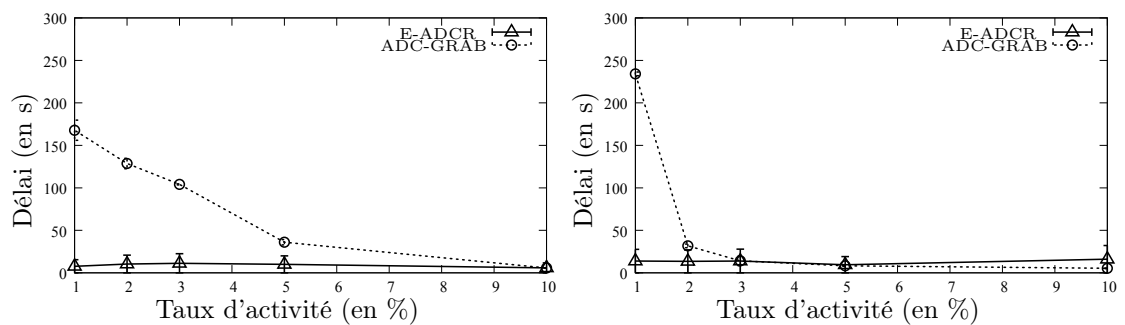 300
250
200
150
100
50
0
1 2 3 4 5 6 7 8 9 10
Délai (en s)
Taux d'activité (en %)
E-ADCR
ADC-GRAB
300
250
200
150
100
50
0
1 2 3 4 5 6 7 8 9 10
Délai (en s)
Taux d'activité (en %)
E-ADCR
ADC-GRAB